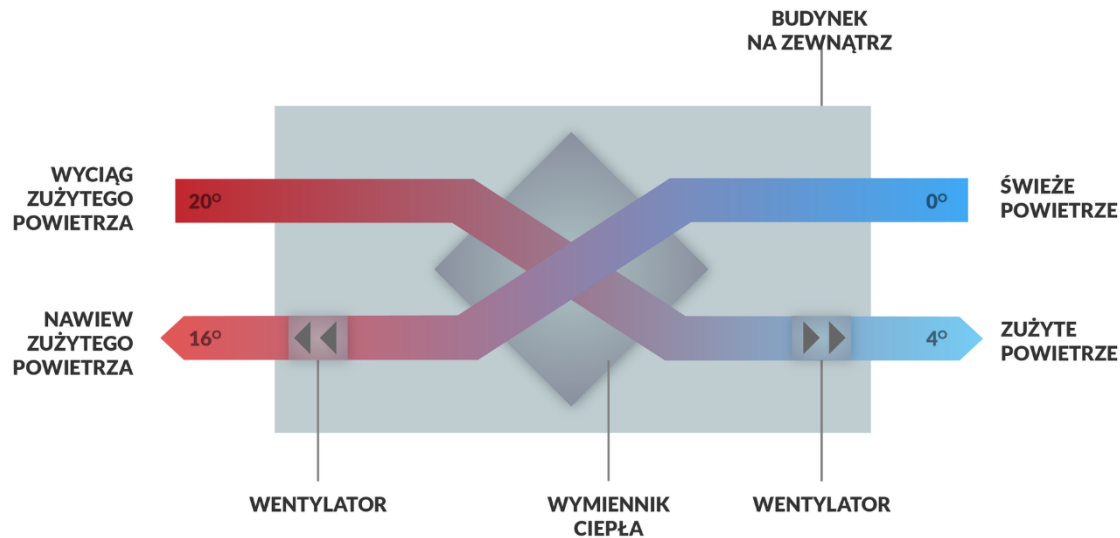 BUDYNEK
NA ZEWNĄTRZ
WYCIĄG
ZUŻYTEGO
POWIETRZA
20°
0°
ŚWIEŻE
POWIETRZE
NAWIEW
ZUŻYTEGO
POWIETRZA
16°
4°
ZUŻYTE
POWIETRZE
WENTYLATOR
WYMIENNIK
CIEPŁA
WENTYLATOR